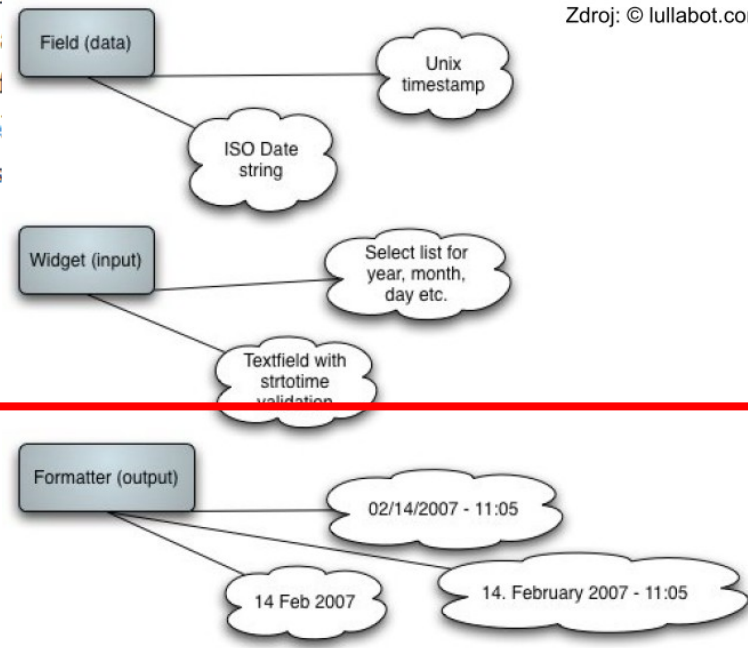 Zdroj: © lullabot.co
Field (data)
Unix
timestamp
ISO Date
string
Widget (input)
Select list for
year, month,
day etc.
Textfield with
strtotime
validation
Formatter (output)
02/14/2007 - 11:05
14 Feb 2007
14. February 2007 - 11:05